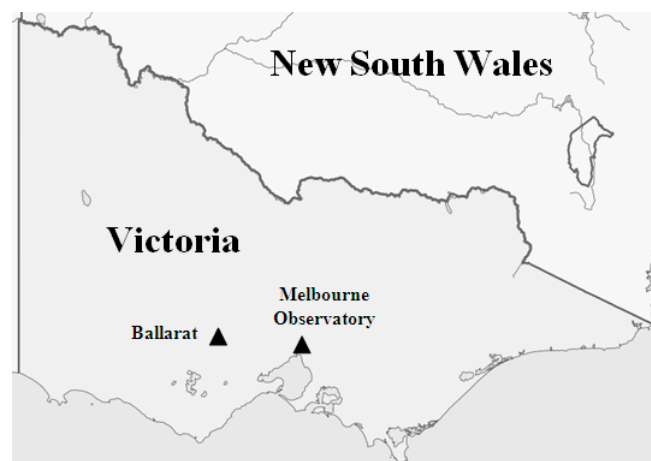 New South Wales
Victoria
Melbourne
Observatory
Ballarat